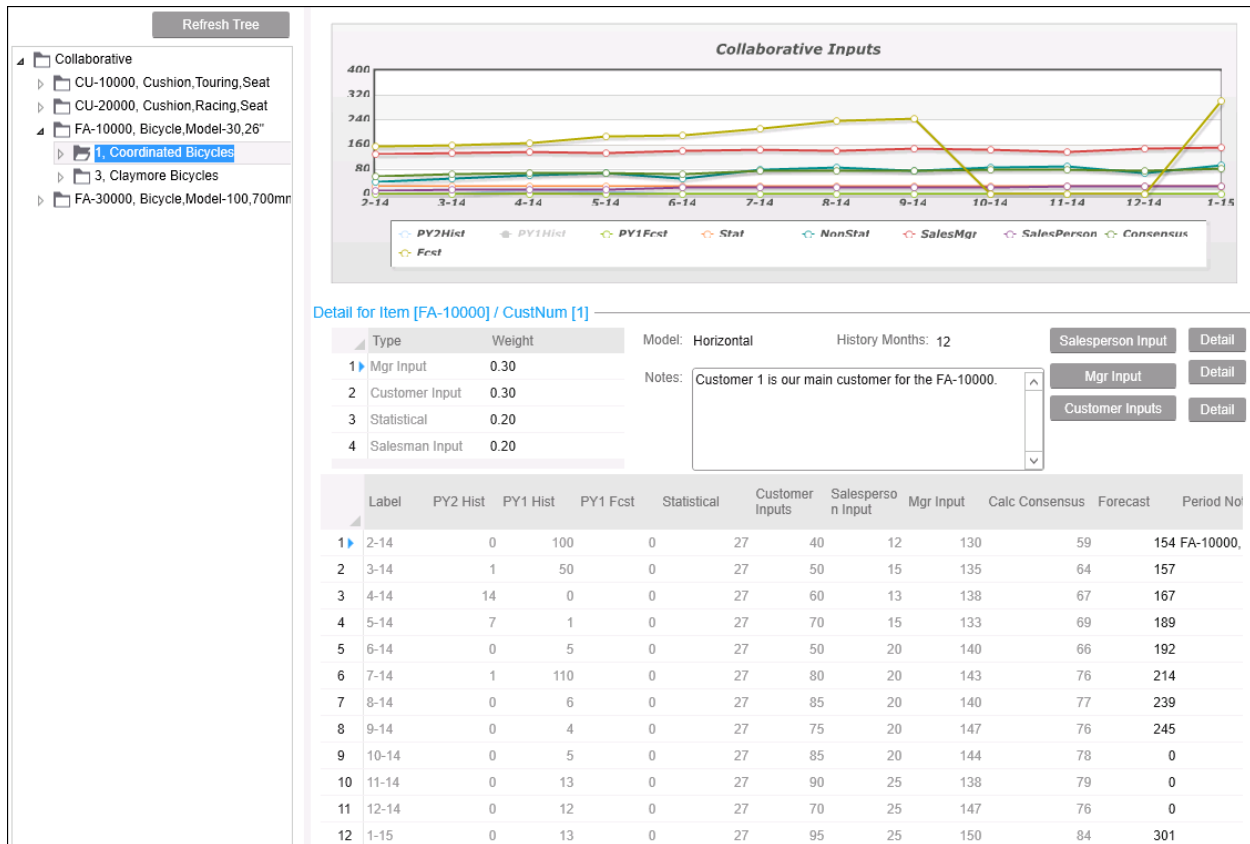 Refresh Tree
Collaborative
CU-10000, Cushion,Touring,Seat
CU-20000, Cushion,Racing,Seat
FA-10000, Bicycle,Model-30,26"
1, Coordinated Bicycles
3, Claymore Bicycles
FA-30000, Bicycle,Model-100,700mm
Collaborative Inputs
400
320
240
160
80
0
2-14 3-14 4-14 5-14 6-14 7-14 8-14 9-14 10-14 11-14 12-14 1-15
PY2Hist PY1Hist PY1Fcst Stat NonStat SalesMgr SalesPerson Consensus
Fcst
Detail for Item [FA-10000] / CustNum [1]
Type Weight
1 Mgr Input 0.30
2 Customer Input 0.30
3 Statistical 0.20
4 Salesman Input 0.20
Model: Horizontal History Months: 12
Notes: Customer 1 is our main customer for the FA-10000.
Salesperson Input Detail
Mgr Input Detail
Customer Inputs Detail
Label PY2 Hist PY1 Hist PY1 Fcst Statistical Customer Inputs Salesperso n Input Mgr Input Calc Consensus Forecast Period Not
1 2-14 0 100 0 27 40 12 130 59 154 FA-10000,
2 3-14 1 50 0 27 50 15 135 64 157
3 4-14 14 0 0 27 60 13 138 67 167
4 5-14 7 1 0 27 70 15 133 69 189
5 6-14 0 5 0 27 50 20 140 66 192
6 7-14 1 110 0 27 80 20 143 76 214
7 8-14 0 6 0 27 85 20 140 77 239
8 9-14 0 4 0 27 75 20 147 76 245
9 10-14 0 5 0 27 85 20 144 78 0
10 11-14 0 13 0 27 90 25 138 79 0
11 12-14 0 12 0 27 70 25 147 76 0
12 1-15 0 13 0 27 95 25 150 84 301